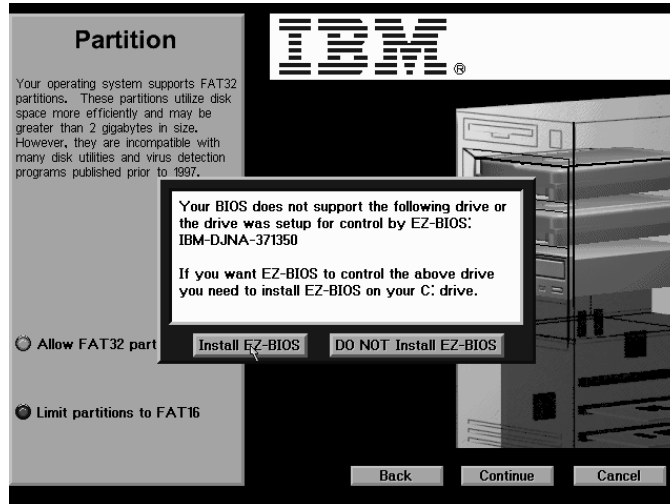 Partition
IBM®
Your operating system supports FAT32
partitions. These partitions utilize disk
space more efficiently and may be
greater than 2 gigabytes in size.
However, they are incompatible with
many disk utilities and virus detection
programs published prior to 1997.
Your BIOS does not support the following drive or
the drive was setup for control by EZ-BIOS:
IBM-DJNA-371350
If you want EZ-BIOS to control the above drive
you need to install EZ-BIOS on your C: drive.
Install EZ-BIOS
DO NOT Install EZ-BIOS
Allow FAT32 part
Limit partitions to FAT16
Back
Continue
Cancel